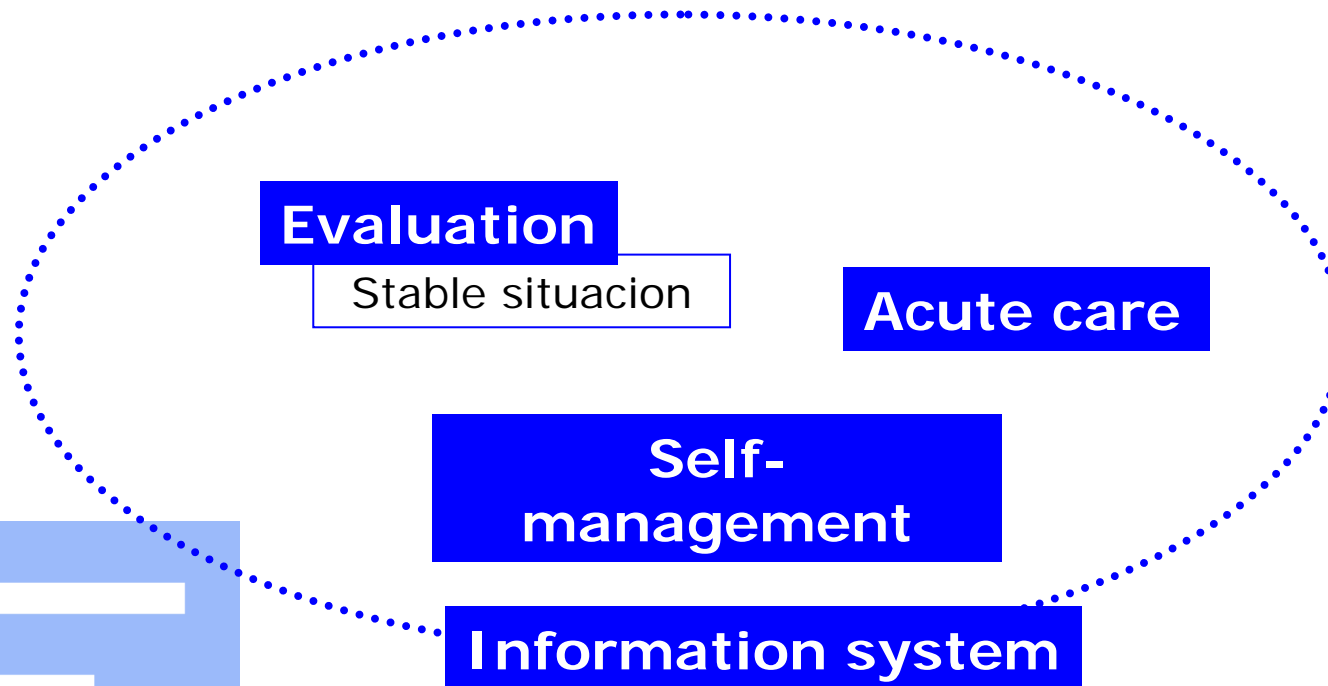 Evaluation
Stable situacion
Acute care
Self-
management
Information system